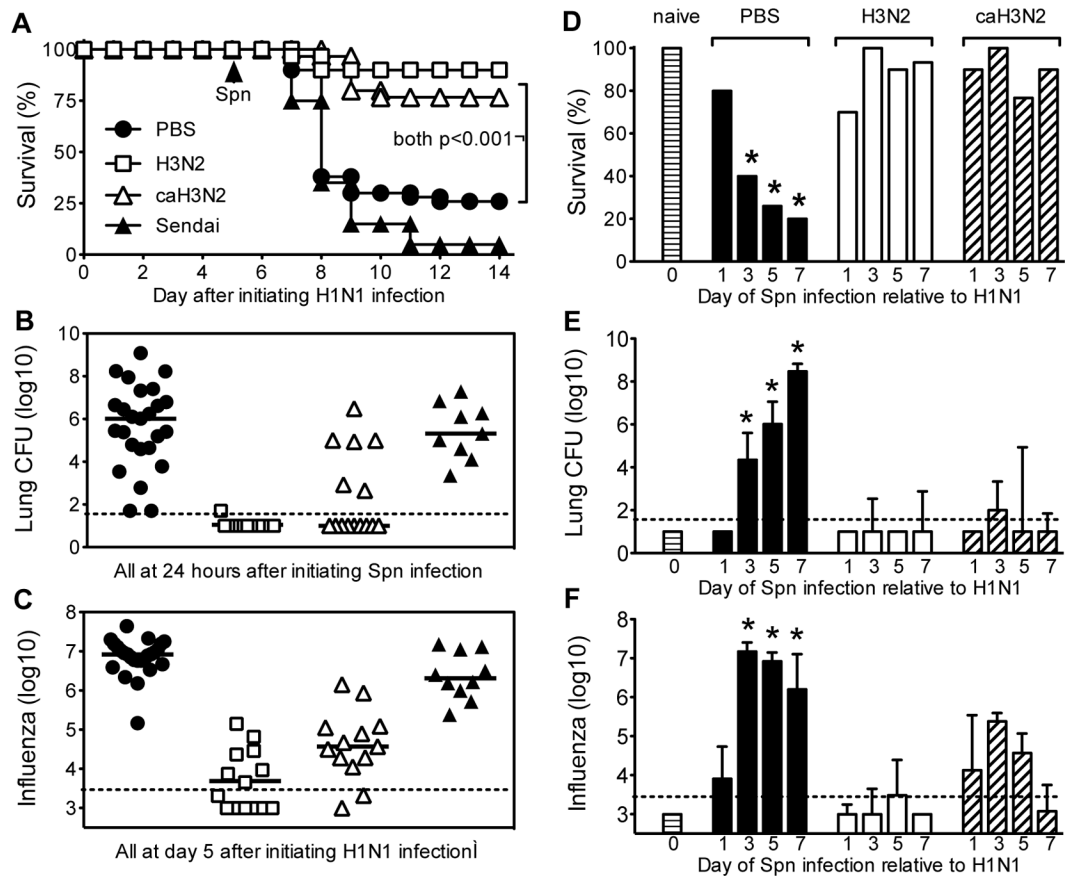 A
Survival (%)
100
75
50
25
0
Spn
PBS
H3N2
caH3N2
Sendai
both p<0.001
0 2 4 6 8 10 12 14
Day after initiating H1N1 infection
B
Lung CFU (log10)
10
8
6
4
2
0
All at 24 hours after initiating Spn infection
C
Influenza (log10)
8
7
6
5
4
3
All at day 5 after initiating H1N1 infectionÌ
D
naive PBS H3N2 caH3N2
Survival (%)
100
80
60
40
20
0
* * *
0 1 3 5 7 1 3 5 7 1 3 5 7
Day of Spn infection relative to H1N1
E
Lung CFU (log10)
10
8
6
4
2
0
* * *
0 1 3 5 7 1 3 5 7 1 3 5 7
Day of Spn infection relative to H1N1
F
Influenza (log10)
8
7
6
5
4
3
* * *
0 1 3 5 7 1 3 5 7 1 3 5 7
Day of Spn infection relative to H1N1